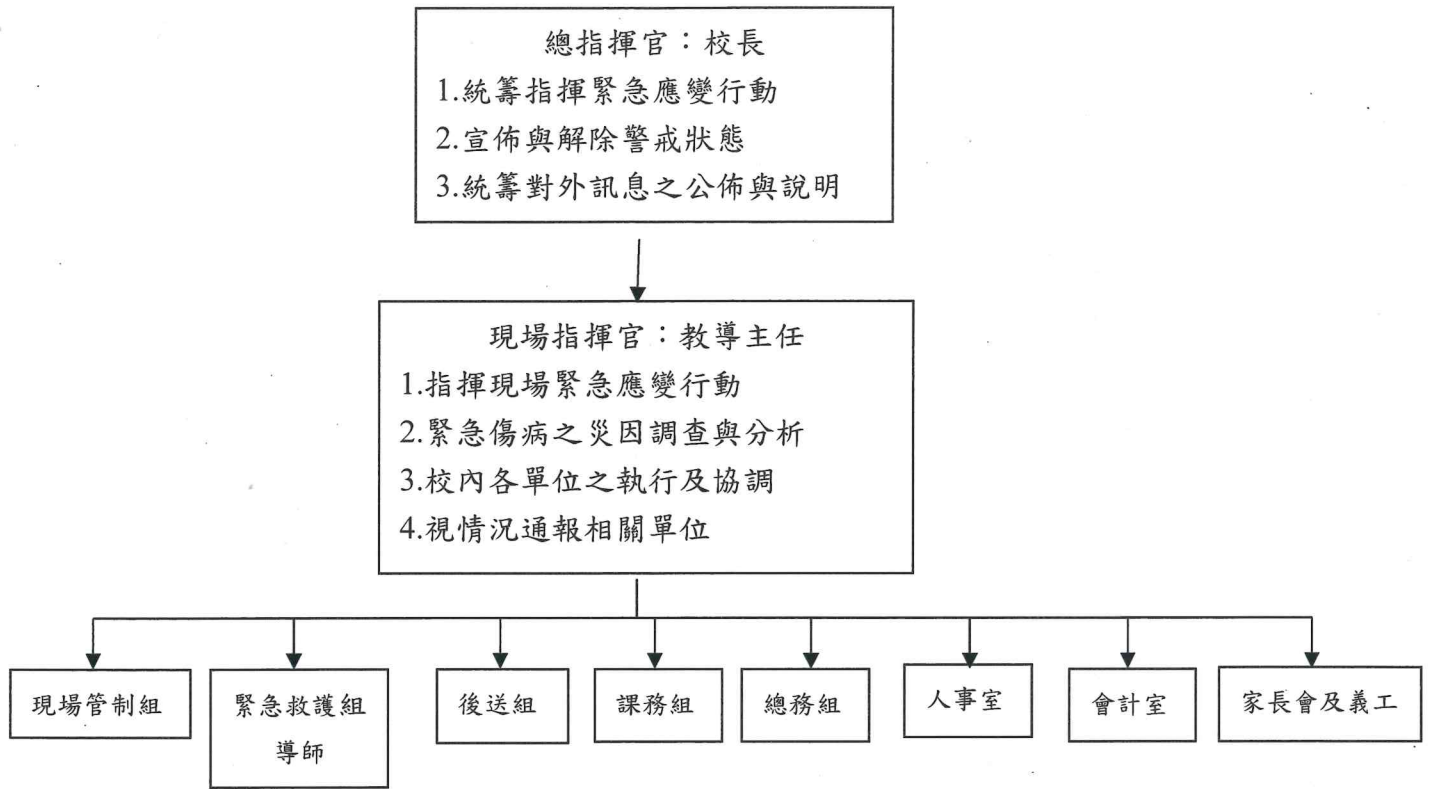 總指揮官：校長
1.統籌指揮緊急應變行動
2.宣佈與解除警戒狀態
3.統籌對外訊息之公佈與說明
現場指揮官：教導主任
1.指揮現場緊急應變行動
2.緊急傷病之災因調查與分析
3.校內各單位之執行及協調
4.視情況通報相關單位
現場管制組
緊急救護組
導師
後送組
課務組
總務組
人事室
會計室
家長會及義工